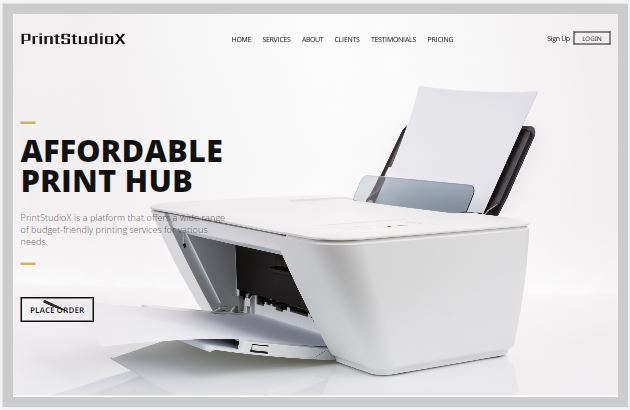 PrintStudioX
HOME SERVICES ABOUT CLIENTS TESTIMONIALS PRICING
Sign Up LOGIN
AFFORDABLE
PRINT HUB
PrintStudioX is a platform that offers a wide range
of budget-friendly printing services for various
needs.
PLACE ORDER